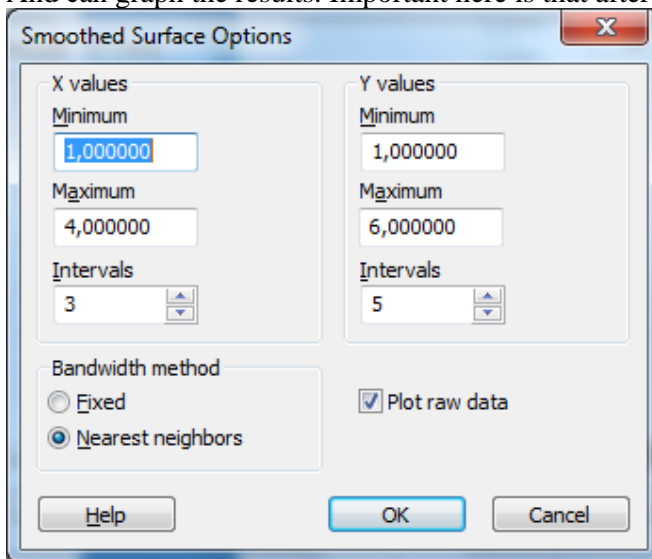 And can graph the results. Important here is that after
Smoothed Surface Options
X values
Minimum
1,000000
Maximum
4,000000
Intervals
3
Y values
Minimum
1,000000
Maximum
6,000000
Intervals
5
Bandwidth method
Fixed
Nearest neighbors
Plot raw data
Help
OK
Cancel